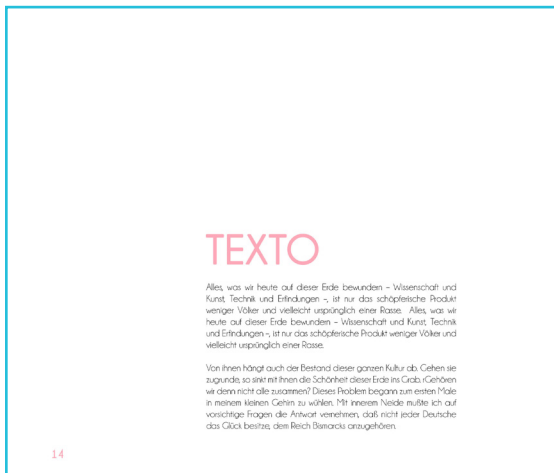 TEXTO
Alles, was wir heute auf dieser Erde bewundern – Wissenschaft und
Kunst, Technik und Erfindungen –, ist nur das schöpferische Produkt
weniger Völker und vielleicht ursprünglich einer Rasse. Alles, was wir
heute auf dieser Erde bewundern – Wissenschaft und Kunst, Technik
und Erfindungen –, ist nur das schöpferische Produkt weniger Völker und
vielleicht ursprünglich einer Rasse.
Von ihnen hängt auch der Bestand dieser ganzen Kultur ab. Gehen sie
zugrunde, so sinkt mit ihnen die Schönheit dieser Erde ins Grab. rGehören
wir denn nicht alle zusammen? Dieses Problem begann zum ersten Male
in meinem kleinen Gehirn zu wühlen. Mit innerem Neide mußte ich auf
vorsichtige Fragen die Antwort vernehmen, daß nicht jeder Deutsche
das Glück besitze, dem Reich Bismarcks anzugehören.
14